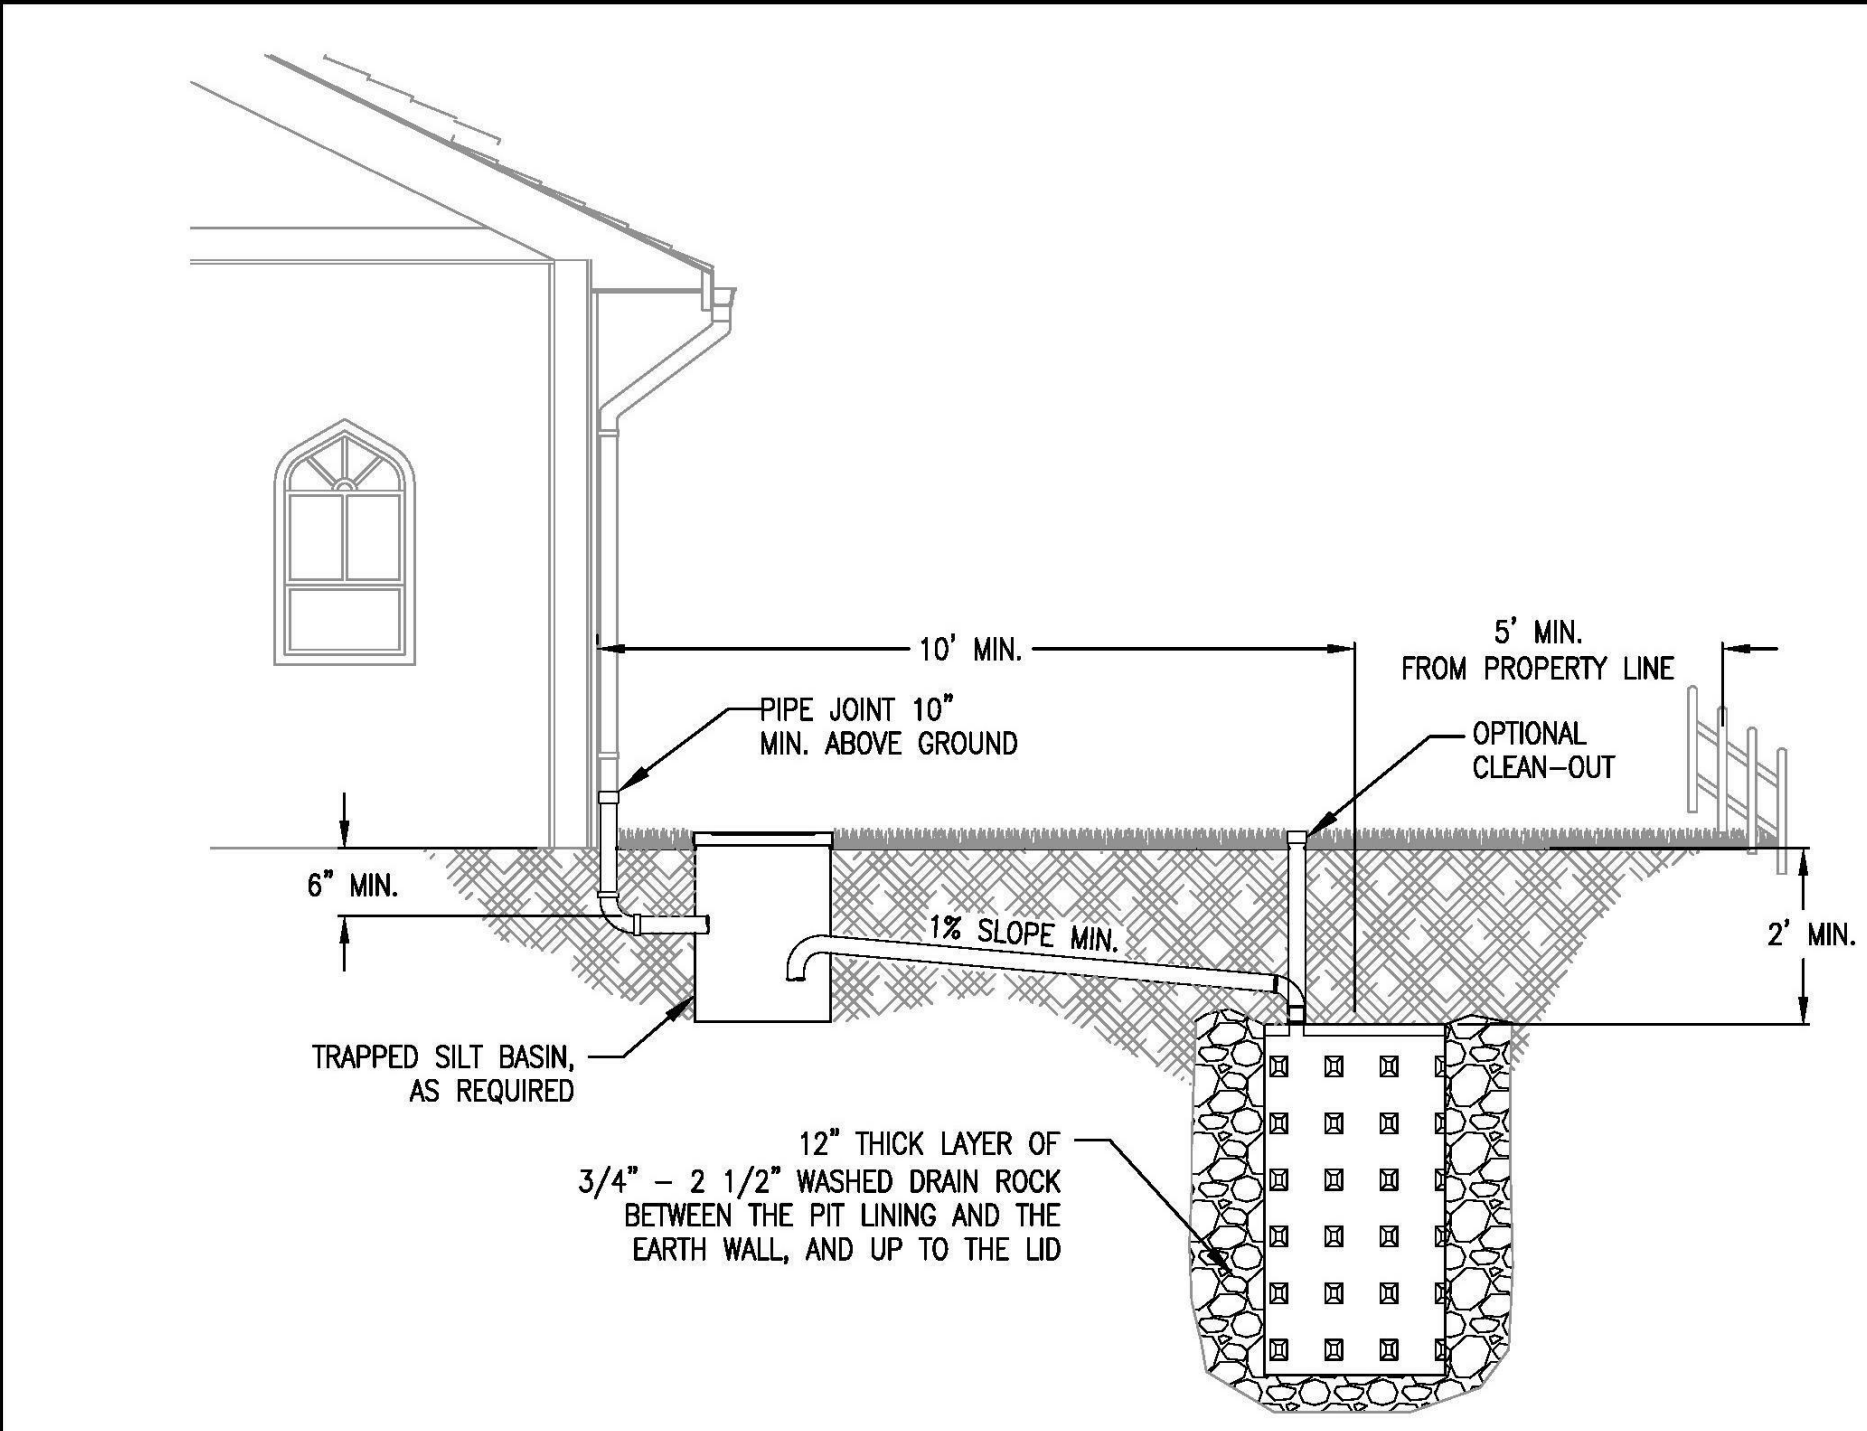 10' MIN.
5' MIN.
FROM PROPERTY LINE
PIPE JOINT 10"
MIN. ABOVE GROUND
OPTIONAL
CLEAN-OUT
6" MIN.
1% SLOPE MIN.
2' MIN.
TRAPPED SILT BASIN,
AS REQUIRED
12" THICK LAYER OF
3/4" - 2 1/2" WASHED DRAIN ROCK
BETWEEN THE PIT LINING AND THE
EARTH WALL, AND UP TO THE LID